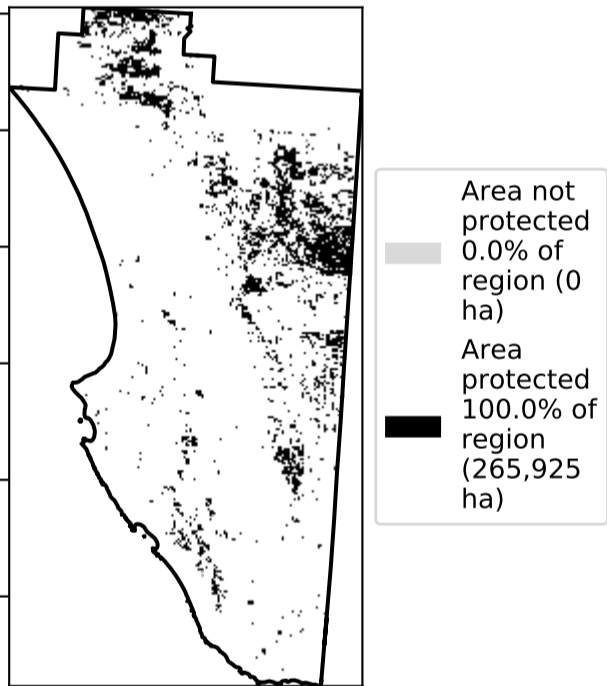 Area not
protected
0.0% of
region (0
ha)
Area
protected
100.0% of
region
(265,925
ha)